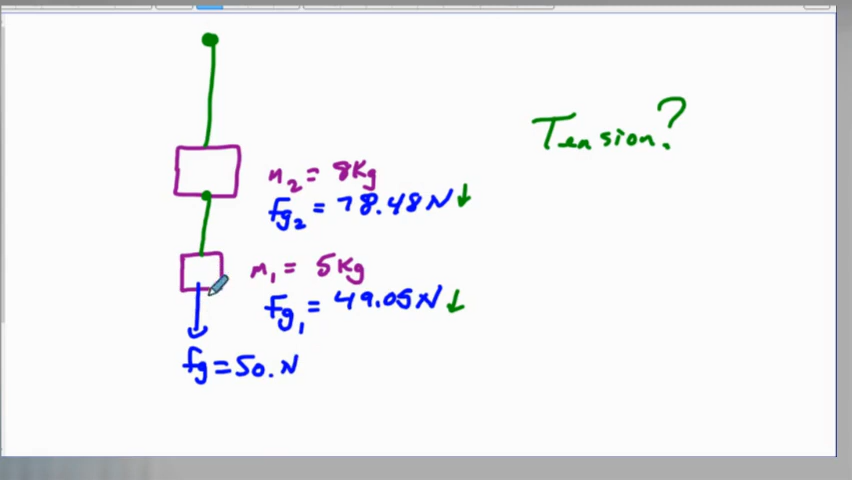 Tension?
m₂ = 8Kg
fg₂ = 78.48N↓
m₁ = 5Kg
fg₁ = 49.05N↓
fg = 50.N